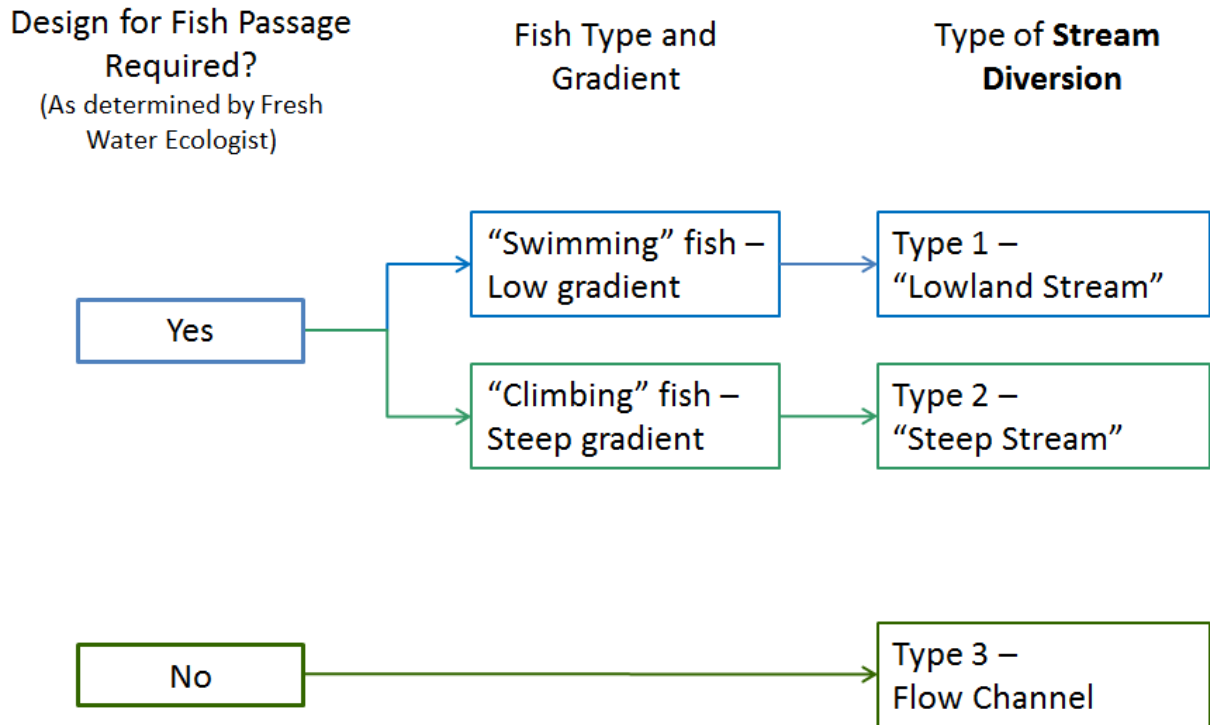 Design for Fish Passage
Required?
(As determined by Fresh
Water Ecologist)
Fish Type and
Gradient
Type of Stream
Diversion
Yes
“Swimming” fish –
Low gradient
Type 1 –
“Lowland Stream”
“Climbing” fish –
Steep gradient
Type 2 –
“Steep Stream”
No
Type 3 –
Flow Channel